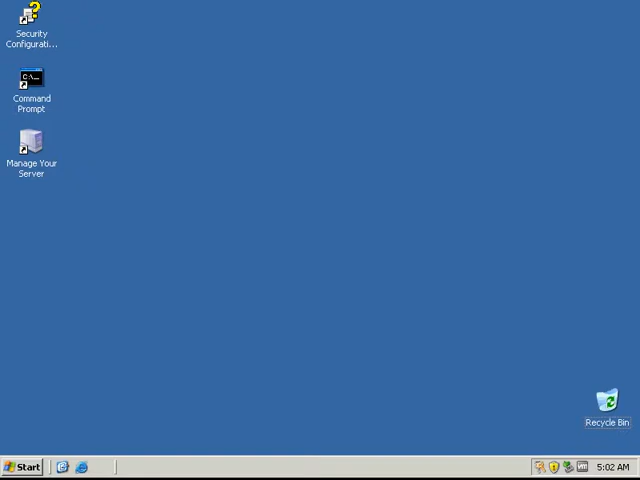 Security
Configurati...
C:\...
Command
Prompt
Manage Your
Server
Recycle Bin
Start
5:02 AM